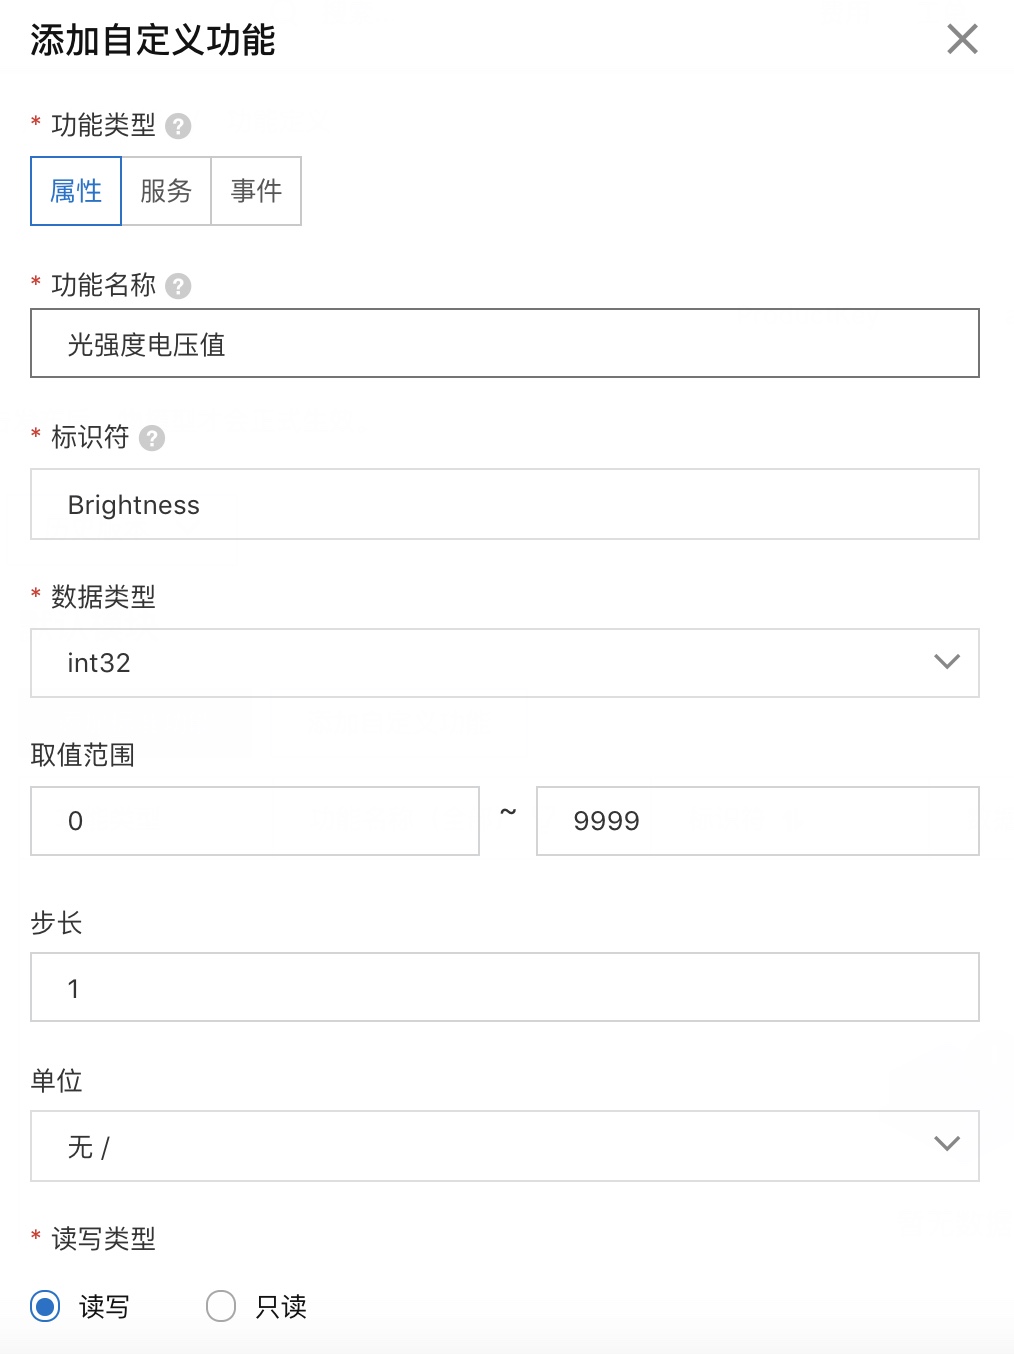 添加自定义功能
* 功能类型 ?
属性 服务 事件
* 功能名称 ?
光强度电压值
* 标识符 ?
Brightness
* 数据类型
int32
取值范围
0 ~ 9999
步长
1
单位
无 /
* 读写类型
读写 只读